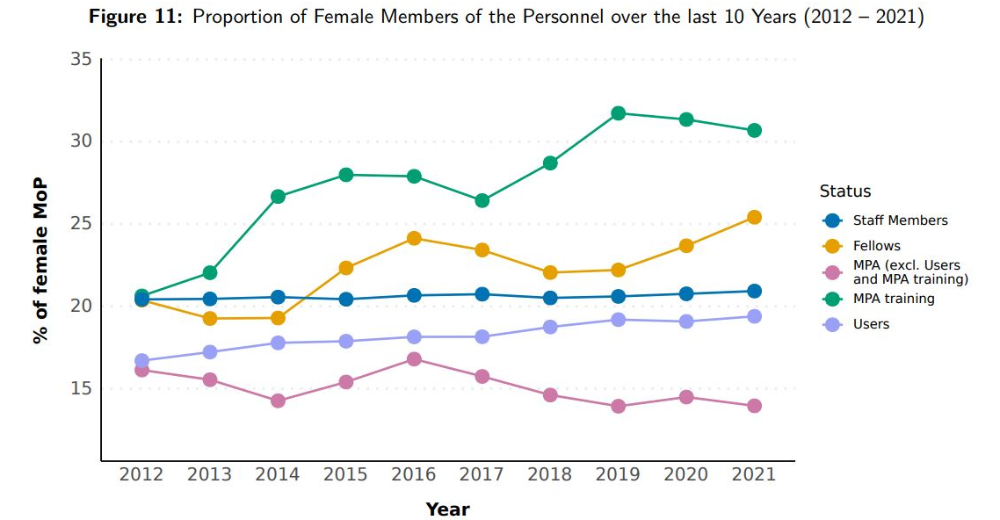 Figure 11: Proportion of Female Members of the Personnel over the last 10 Years (2012 – 2021)
35
30
25
20
15
% of female MoP
2012 2013 2014 2015 2016 2017 2018 2019 2020 2021
Year
Status
Staff Members
Fellows
MPA (excl. Users
and MPA training)
MPA training
Users